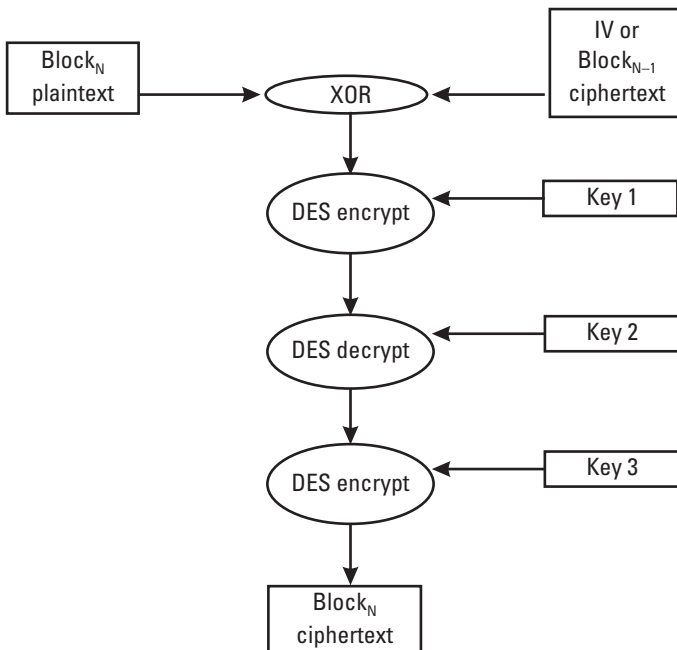 Block_N
plaintext
XOR
IV or
Block_N–1
ciphertext
DES encrypt
Key 1
DES decrypt
Key 2
DES encrypt
Key 3
Block_N
ciphertext